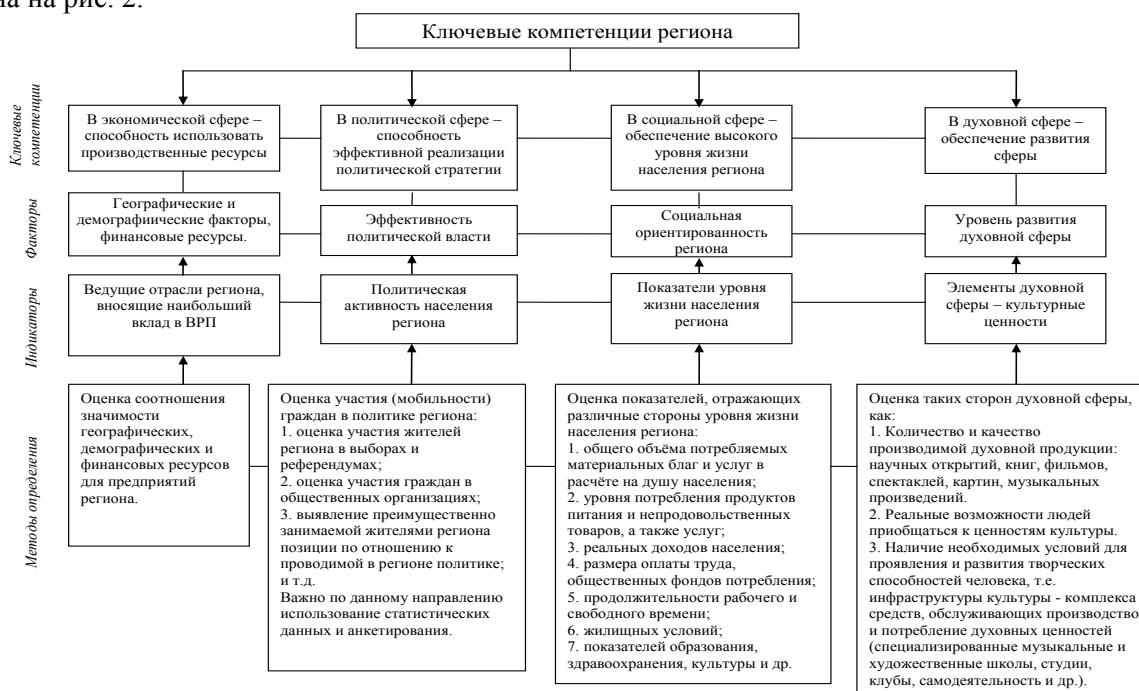 на на рис. 2.
Ключевые компетенции региона
Ключевые
компетенции
В экономической сфере –
способность использовать
производственные ресурсы
В политической сфере –
способность
эффективной реализации
политической стратегии
В социальной сфере –
обеспечение высокого
уровня жизни
населения региона
В духовной сфере –
обеспечение развития
сферы
Факторы
Географические и
демографиические факторы,
финансовые ресурсы.
Эффективность
политической власти
Социальная
ориентированность
региона
Уровень развития
духовной сферы
Индикаторы
Ведущие отрасли региона,
вносящие наибольший
вклад в ВРП
Политическая
активность населения
региона
Показатели уровня
жизни населения
региона
Элементы духовной
сферы – культурные
ценности
Методы определения
Оценка соотношения
значимости
географических,
демографических и
финансовых ресурсов
для предприятий
региона.
Оценка участия (мобильности)
граждан в политике региона:
1. оценка участия жителей
региона в выборах и
референдумах;
2. оценка участия граждан в
общественных организациях;
3. выявление преимущественно
занимаемой жителями региона
позиции по отношению к
проводимой в регионе политике;
и т.д.
Важно по данному направлению
использование статистических
данных и анкетирования.
Оценка показателей, отражающих
различные стороны уровня жизни
населения региона:
1. общего объёма потребляемых
материальных благ и услуг в
расчёте на душу населения;
2. уровня потребления продуктов
питания и непродовольственных
товаров, а также услуг;
3. реальных доходов населения;
4. размера оплаты труда,
общественных фондов потребления;
5. продолжительности рабочего и
свободного времени;
6. жилищных условий;
7. показателей образования,
здравоохранения, культуры и др.
Оценка таких сторон духовной сферы,
как:
1. Количество и качество
производимой духовной продукции:
научных открытий, книг, фильмов,
спектаклей, картин, музыкальных
произведений.
2. Реальные возможности людей
приобщаться к ценностям культуры.
3. Наличие необходимых условий для
проявления и развития творческих
способностей человека, т.е.
инфраструктуры культуры - комплекса
средств, обслуживающих производство
и потребление духовных ценностей
(специализированные музыкальные и
художественные школы, студии,
клубы, самодеятельность и др.).